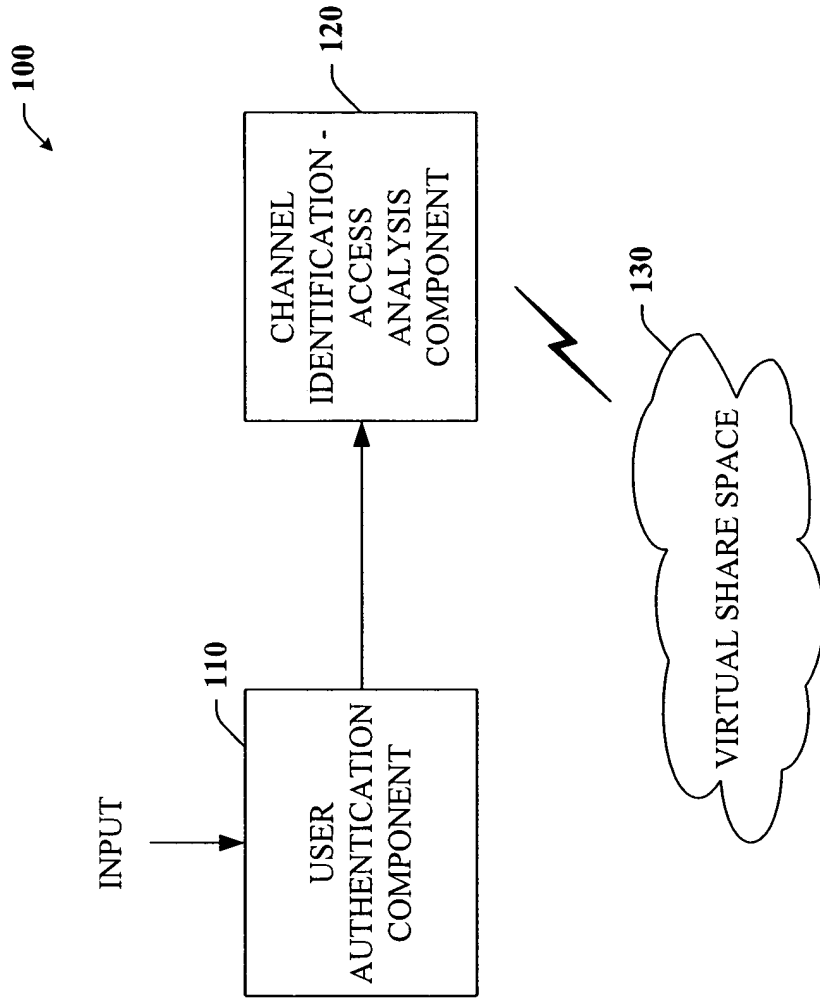 100
INPUT
110
USER
AUTHENTICATION
COMPONENT
120
CHANNEL
IDENTIFICATION -
ACCESS
ANALYSIS
COMPONENT
130
VIRTUAL SHARE SPACE